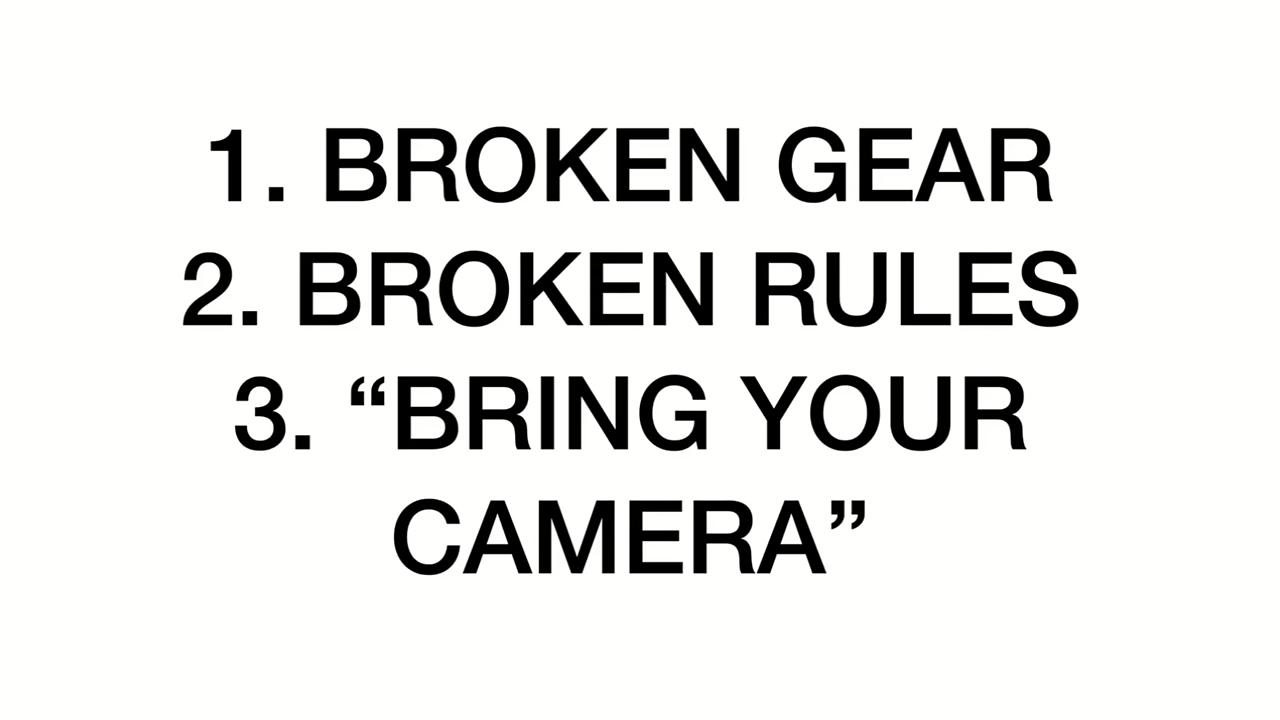 1. BROKEN GEAR
2. BROKEN RULES
3. “BRING YOUR
CAMERA”